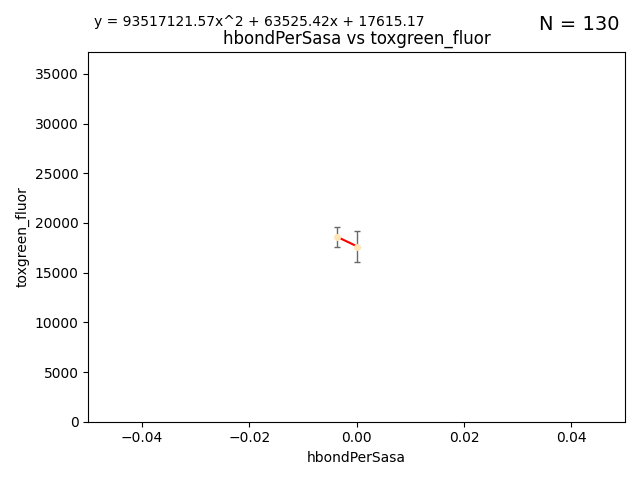 y = 93517121.57x^2 + 63525.42x + 17615.17
N = 130
hbondPerSasa vs toxgreen_fluor
35000
30000
25000
20000
15000
10000
5000
0
toxgreen_fluor
−0.04
−0.02
0.00
0.02
0.04
hbondPerSasa